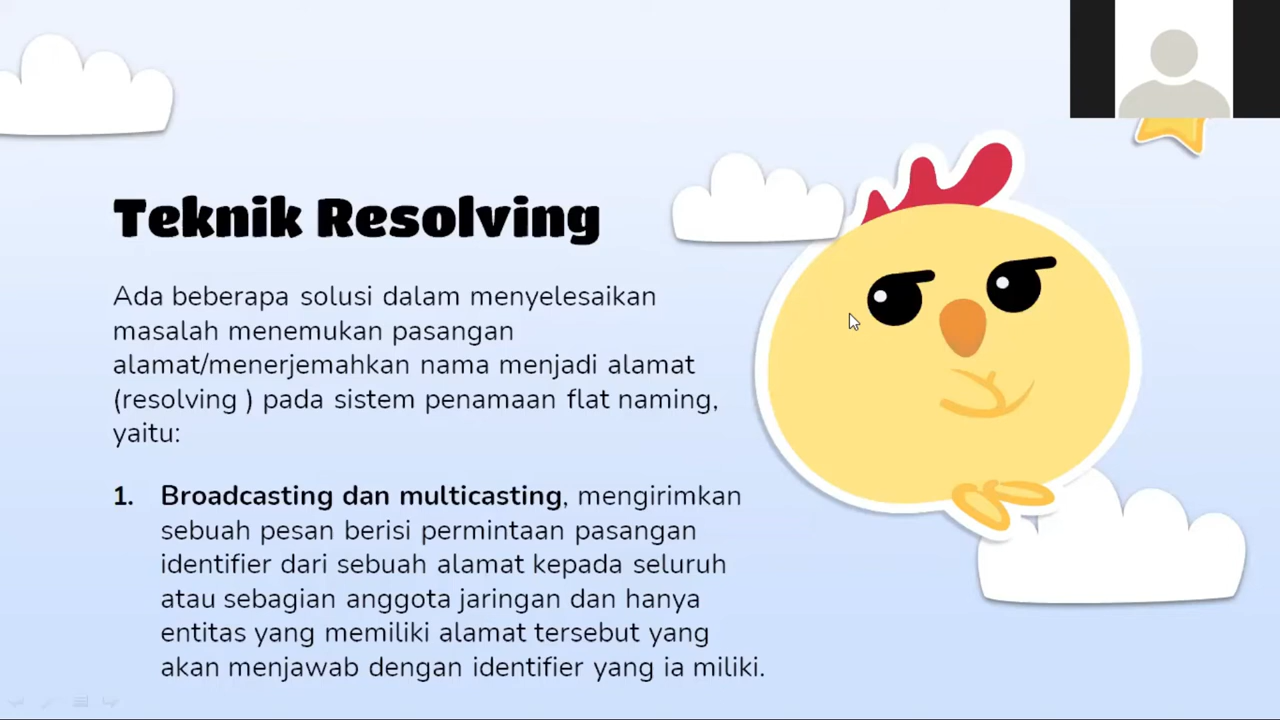 Teknik Resolving
Ada beberapa solusi dalam menyelesaikan
masalah menemukan pasangan
alamat/menerjemahkan nama menjadi alamat
(resolving ) pada sistem penamaan flat naming,
yaitu:
1. Broadcasting dan multicasting, mengirimkan
sebuah pesan berisi permintaan pasangan
identifier dari sebuah alamat kepada seluruh
atau sebagian anggota jaringan dan hanya
entitas yang memiliki alamat tersebut yang
akan menjawab dengan identifier yang ia miliki.